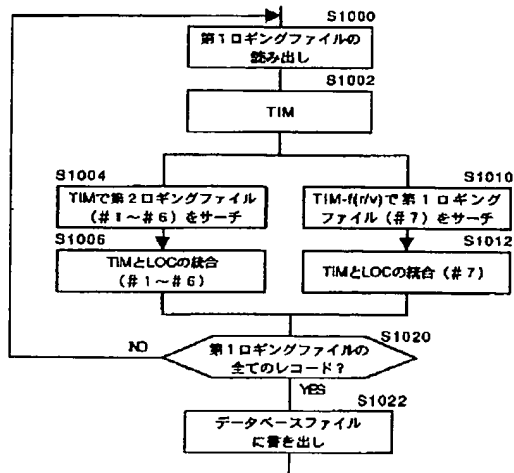 S1000
第1ロギングファイルの
読み出し
S1002
TIM
S1004
TIMで第2ロギングファイル
(#1~#6)をサーチ
S1010
TIM-f(r/v)で第1ロギング
ファイル(#7)をサーチ
S1006
TIMとLOCの統合
(#1~#6)
S1012
TIMとLOCの統合(#7)
S1020
NO
第1ロギングファイルの
全てのレコード?
YES
S1022
データベースファイル
に書き出し